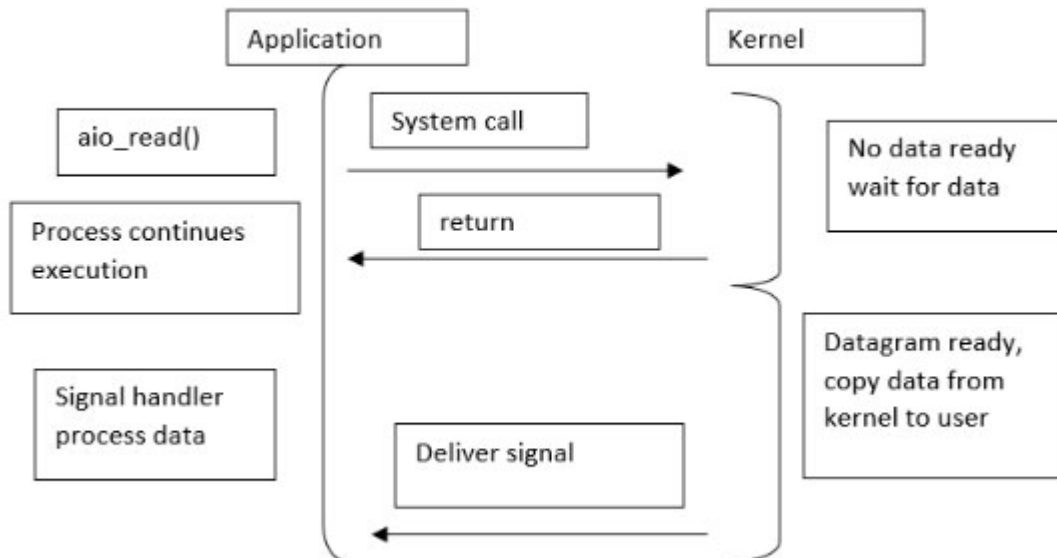 Application
Kernel
aio_read()
System call
No data ready
wait for data
return
Process continues
execution
Datagram ready,
copy data from
kernel to user
Signal handler
process data
Deliver signal